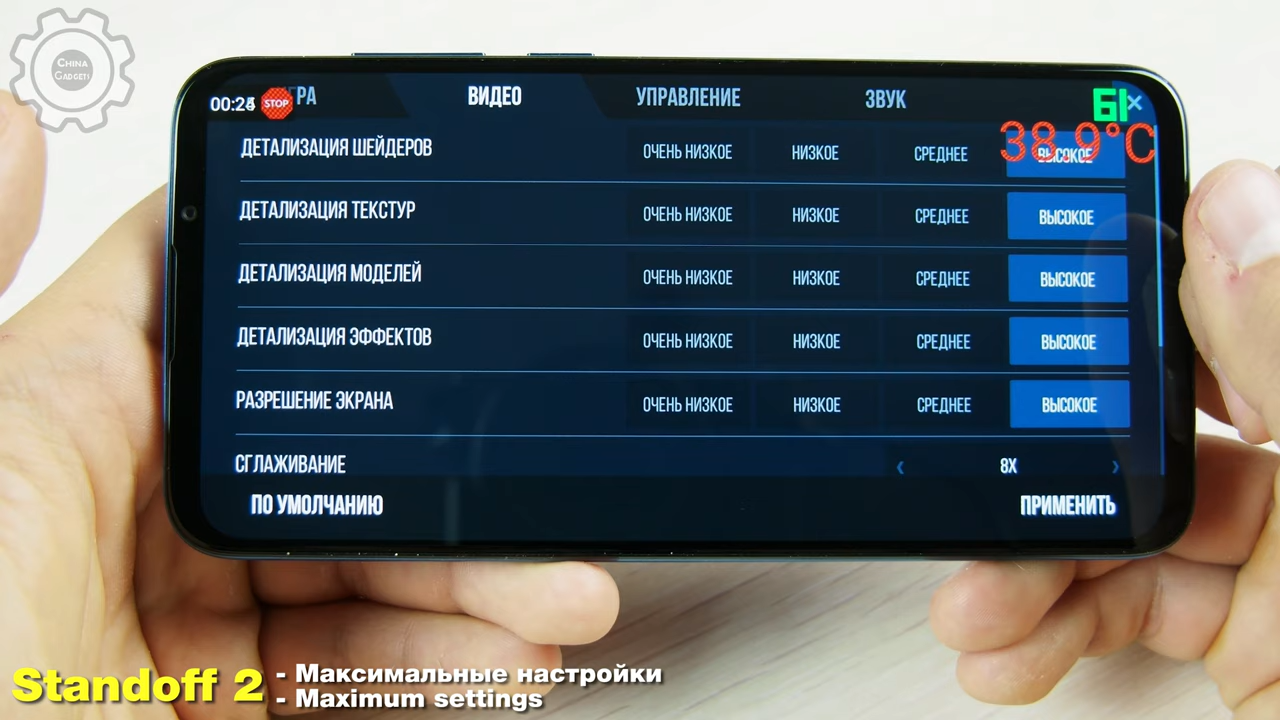 CHINA
GADGETS
00:24 STOP ГРА ВИДЕО УПРАВЛЕНИЕ ЗВУК 61 ×
38.9°C
ДЕТАЛИЗАЦИЯ ШЕЙДЕРОВ ОЧЕНЬ НИЗКОЕ НИЗКОЕ СРЕДНЕЕ ВЫСОКОЕ
ДЕТАЛИЗАЦИЯ ТЕКСТУР ОЧЕНЬ НИЗКОЕ НИЗКОЕ СРЕДНЕЕ ВЫСОКОЕ
ДЕТАЛИЗАЦИЯ МОДЕЛЕЙ ОЧЕНЬ НИЗКОЕ НИЗКОЕ СРЕДНЕЕ ВЫСОКОЕ
ДЕТАЛИЗАЦИЯ ЭФФЕКТОВ ОЧЕНЬ НИЗКОЕ НИЗКОЕ СРЕДНЕЕ ВЫСОКОЕ
РАЗРЕШЕНИЕ ЭКРАНА ОЧЕНЬ НИЗКОЕ НИЗКОЕ СРЕДНЕЕ ВЫСОКОЕ
СГЛАЖИВАНИЕ ‹ 8X ›
ПО УМОЛЧАНИЮ ПРИМЕНИТЬ
Standoff 2 - Максимальные настройки
- Maximum settings